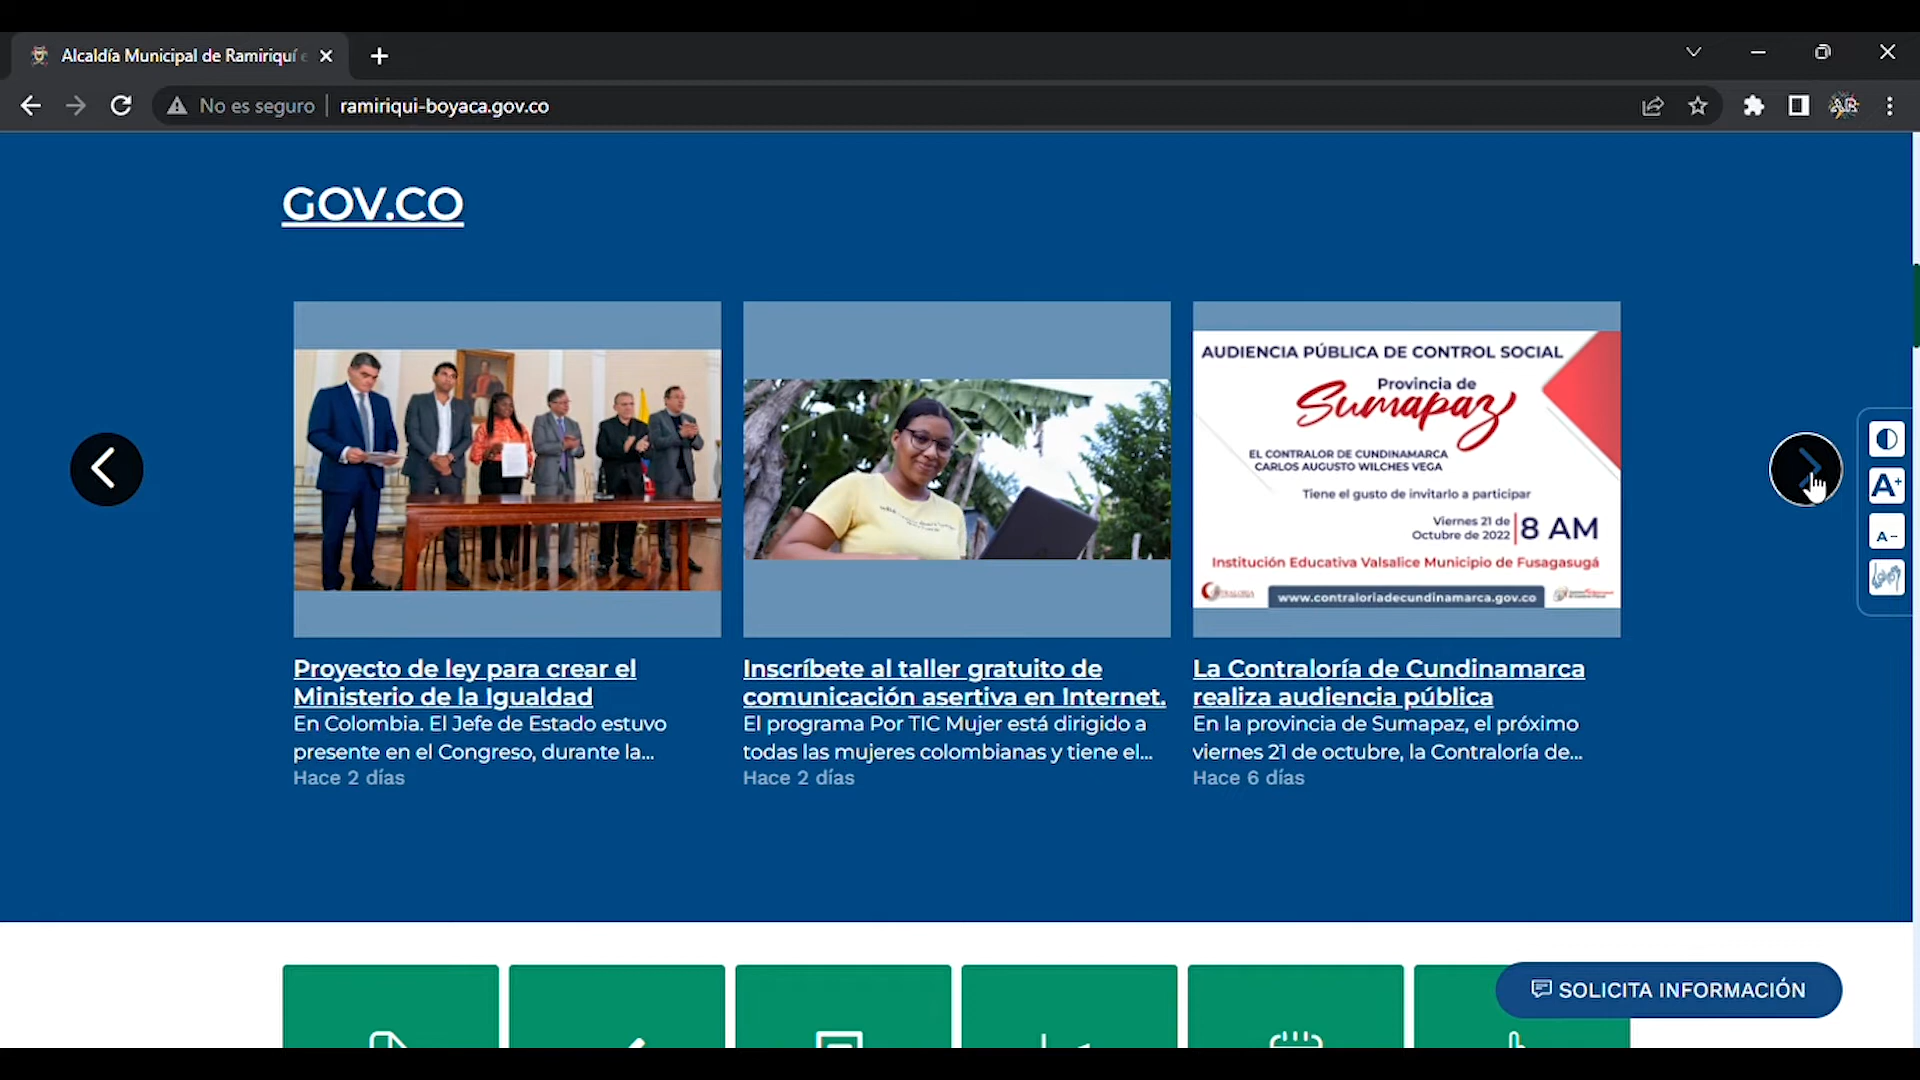 Alcaldía Municipal de Ramiriquí
No es seguro
ramiriqui-boyaca.gov.co
GOV.CO
AUDIENCIA PÚBLICA DE CONTROL SOCIAL
Provincia de
Sumapaz
EL CONTRALOR DE CUNDINAMARCA
CARLOS AUGUSTO WILCHES VEGA
Tiene el gusto de invitarlo a participar
Viernes 21 de
Octubre de 2022
8 AM
Institución Educativa Valsalice Municipio de Fusagasugá
www.contraloriadecundinamarca.gov.co
A+
A-
Proyecto de ley para crear el
Ministerio de la Igualdad
En Colombia. El Jefe de Estado estuvo
presente en el Congreso, durante la...
Hace 2 días
Inscríbete al taller gratuito de
comunicación asertiva en Internet.
El programa Por TIC Mujer está dirigido a
todas las mujeres colombianas y tiene el...
Hace 2 días
La Contraloría de Cundinamarca
realiza audiencia pública
En la provincia de Sumapaz, el próximo
viernes 21 de octubre, la Contraloría de...
Hace 6 días
SOLICITA INFORMACIÓN